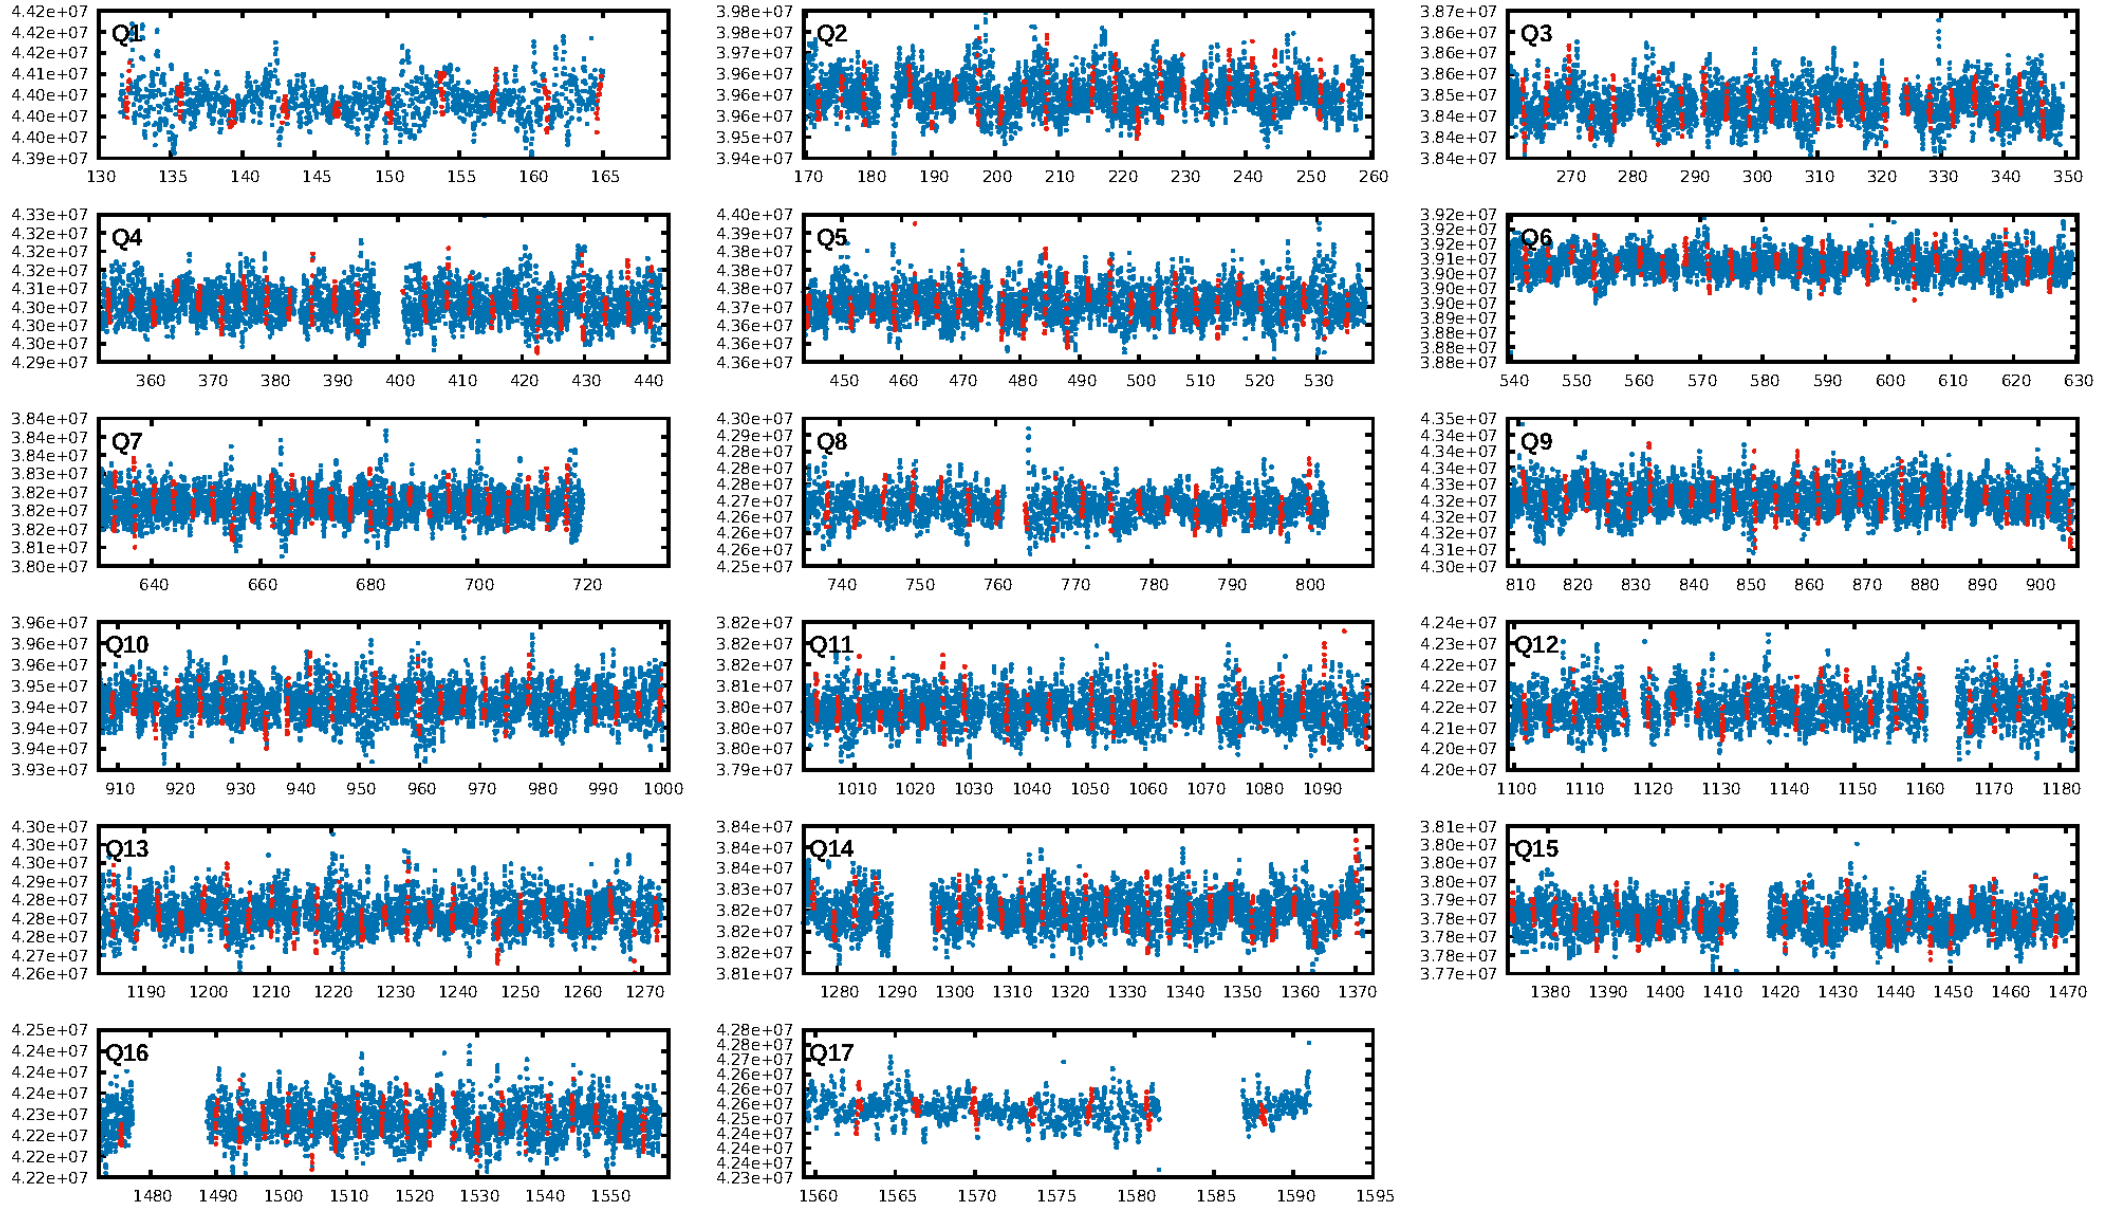 4.42e+07
4.42e+07
4.41e+07
4.40e+07
4.40e+07
4.40e+07
4.39e+07
Q1
130 135 140 145 150 155 160 165
3.98e+07
3.98e+07
3.97e+07
3.96e+07
3.96e+07
3.96e+07
3.95e+07
3.94e+07
Q2
170 180 190 200 210 220 230 240 250 260
3.87e+07
3.86e+07
3.86e+07
3.85e+07
3.85e+07
3.84e+07
3.84e+07
3.84e+07
Q3
270 280 290 300 310 320 330 340 350
4.33e+07
4.32e+07
4.32e+07
4.31e+07
4.31e+07
4.30e+07
4.30e+07
4.30e+07
4.29e+07
Q4
360 370 380 390 400 410 420 430 440
4.40e+07
4.39e+07
4.38e+07
4.38e+07
4.37e+07
4.37e+07
4.36e+07
4.36e+07
4.36e+07
Q5
450 460 470 480 490 500 510 520 530
3.92e+07
3.92e+07
3.91e+07
3.91e+07
3.90e+07
3.90e+07
3.90e+07
3.89e+07
3.88e+07
3.88e+07
3.88e+07
Q6
540 550 560 570 580 590 600 610 620 630
3.84e+07
3.84e+07
3.84e+07
3.83e+07
3.82e+07
3.82e+07
3.82e+07
3.81e+07
3.80e+07
Q7
640 660 680 700 720
4.30e+07
4.29e+07
4.28e+07
4.28e+07
4.28e+07
4.27e+07
4.26e+07
4.26e+07
4.26e+07
4.25e+07
Q8
740 750 760 770 780 790 800
4.35e+07
4.34e+07
4.34e+07
4.34e+07
4.33e+07
4.32e+07
4.32e+07
4.32e+07
4.31e+07
4.30e+07
Q9
810 820 830 840 850 860 870 880 890 900
3.96e+07
3.96e+07
3.96e+07
3.95e+07
3.94e+07
3.94e+07
3.94e+07
3.93e+07
Q10
910 920 930 940 950 960 970 980 990 1000
3.82e+07
3.82e+07
3.82e+07
3.81e+07
3.80e+07
3.80e+07
3.80e+07
3.79e+07
Q11
1010 1020 1030 1040 1050 1060 1070 1080 1090
4.24e+07
4.23e+07
4.22e+07
4.22e+07
4.22e+07
4.21e+07
4.20e+07
4.20e+07
Q12
1100 1110 1120 1130 1140 1150 1160 1170 1180
4.30e+07
4.30e+07
4.30e+07
4.29e+07
4.28e+07
4.28e+07
4.28e+07
4.27e+07
4.26e+07
Q13
1190 1200 1210 1220 1230 1240 1250 1260 1270
3.84e+07
3.84e+07
3.84e+07
3.83e+07
3.82e+07
3.82e+07
3.82e+07
3.81e+07
Q14
1280 1290 1300 1310 1320 1330 1340 1350 1360 1370
3.81e+07
3.80e+07
3.80e+07
3.80e+07
3.79e+07
3.78e+07
3.78e+07
3.78e+07
3.77e+07
Q15
1380 1390 1400 1410 1420 1430 1440 1450 1460 1470
4.25e+07
4.24e+07
4.24e+07
4.24e+07
4.23e+07
4.22e+07
4.22e+07
4.22e+07
Q16
1480 1490 1500 1510 1520 1530 1540 1550
4.28e+07
4.28e+07
4.27e+07
4.26e+07
4.26e+07
4.26e+07
4.25e+07
4.24e+07
4.24e+07
4.24e+07
4.23e+07
Q17
1560 1565 1570 1575 1580 1585 1590 1595